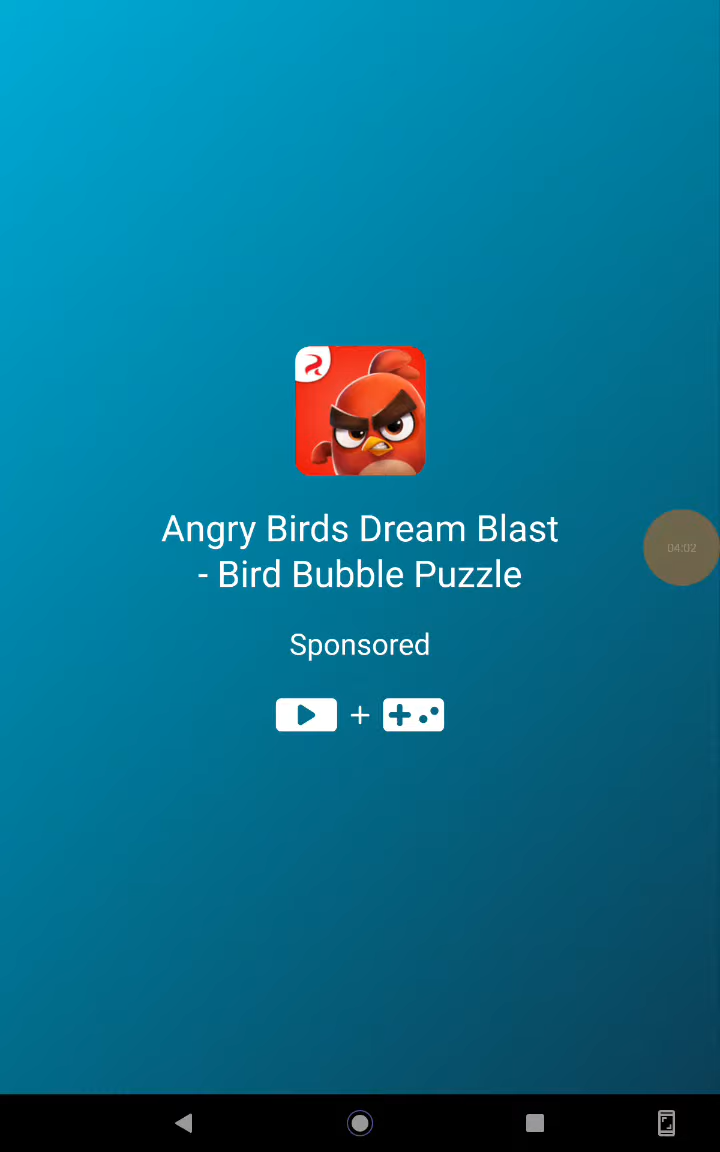 Angry Birds Dream Blast
- Bird Bubble Puzzle
04:02
Sponsored
+